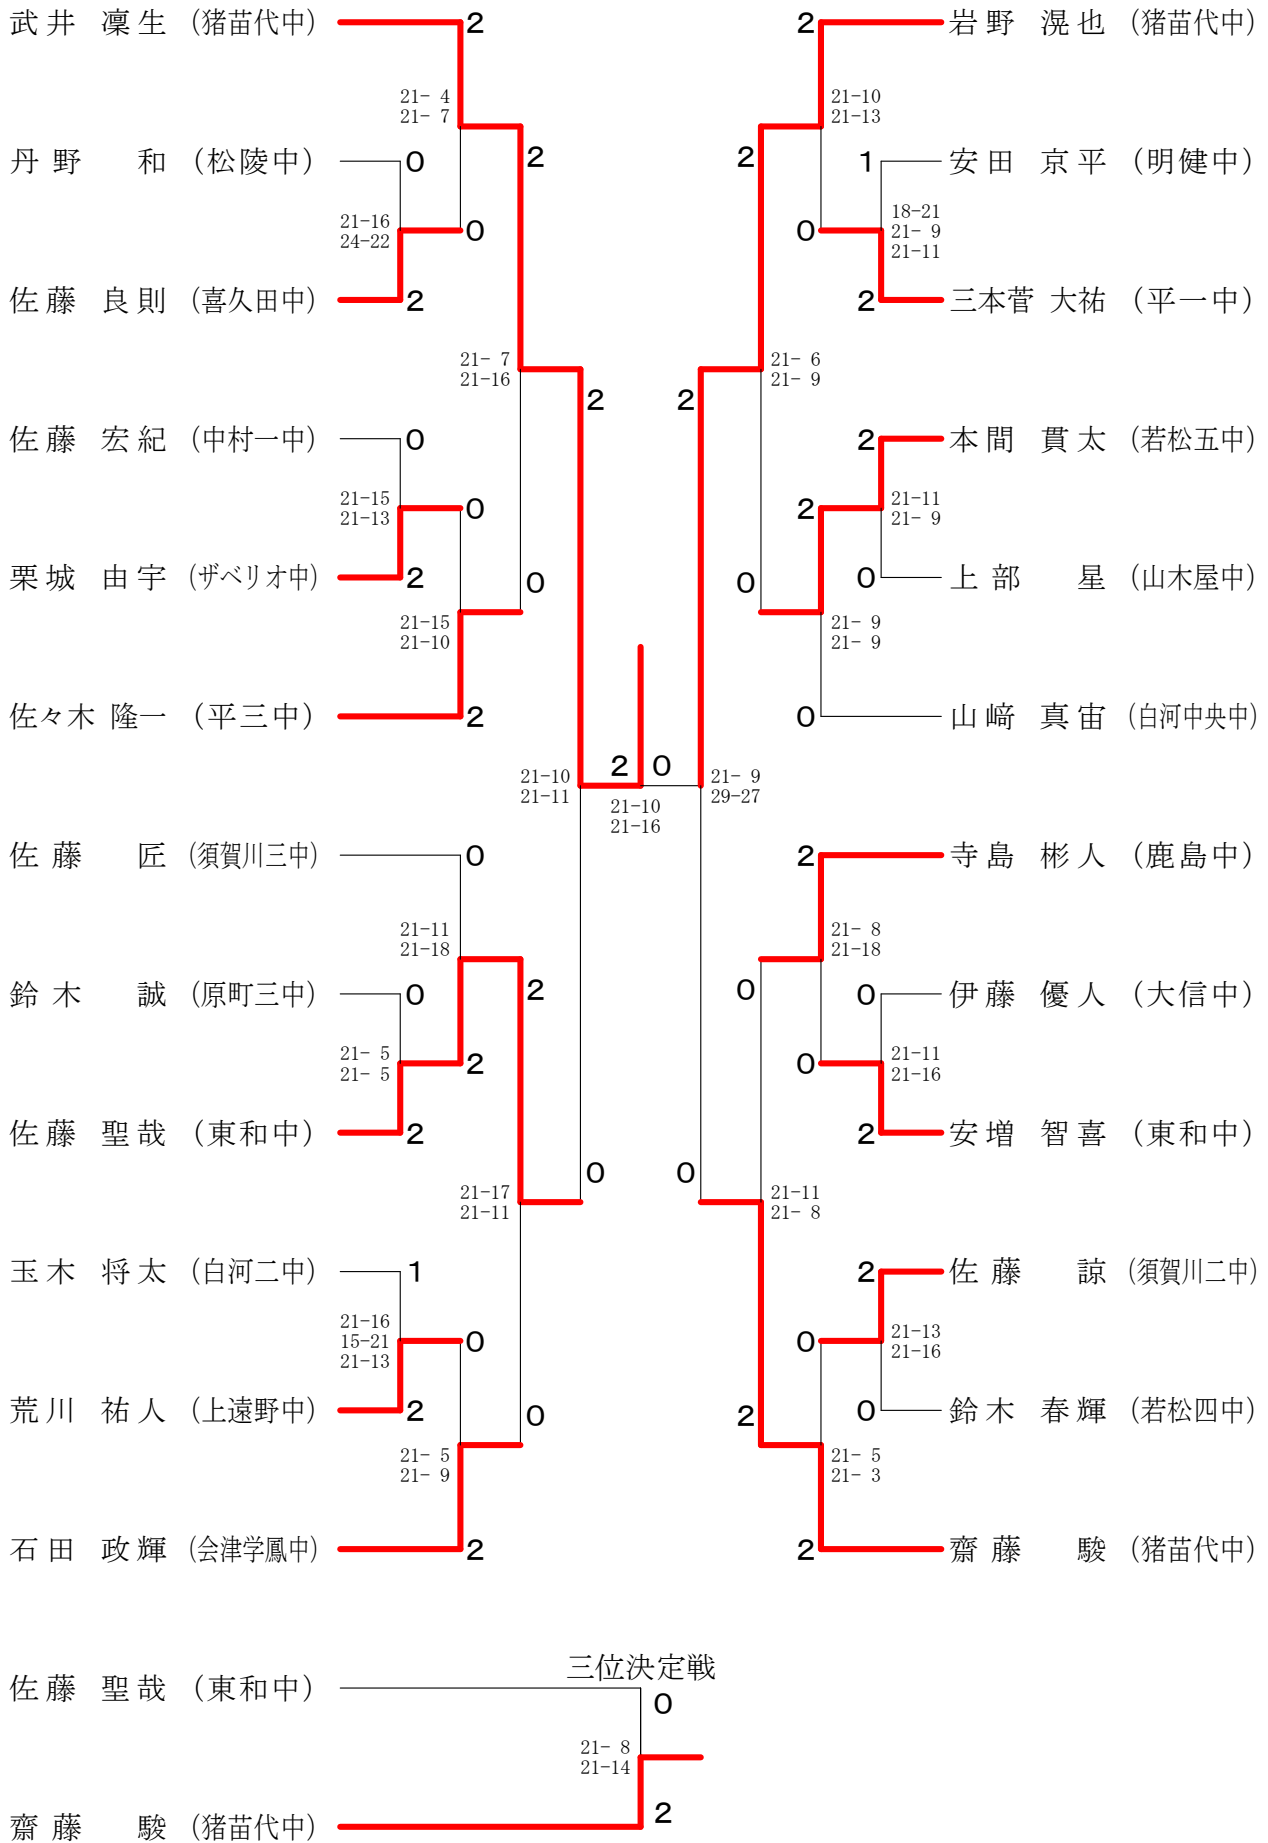 武井 凜生 (猪苗代中) 2 2 岩野 滉也 (猪苗代中)
21- 4 21-10
21- 7 21-13
丹野 和 (松陵中) 0 2 2 1 安田 京平 (明健中)
21-16 18-21
24-22 0 0 21- 9
21-11
佐藤 良則 (喜久田中) 2 2 三本菅 大祐 (平一中)
21- 7 21- 6
21-16 21- 9
2 2
佐藤 宏紀 (中村一中) 0 2 本間 貫太 (若松五中)
21-15 21-11
21-13 0 2 21- 9
栗城 由宇 (ザベリオ中) 2 0 0 0 上部 星 (山木屋中)
21-15 21- 9
21-10 21- 9
佐々木 隆一 (平三中) 2 0 山﨑 真宙 (白河中央中)
21-10 2 0 21- 9
21-11 29-27
21-10
21-16
佐藤 匠 (須賀川三中) 0 2 寺島 彬人 (鹿島中)
21-11 21- 8
21-18 21-18
鈴木 誠 (原町三中) 0 2 0 0 伊藤 優人 (大信中)
21- 5 21-11
21- 5 2 0 21-16
佐藤 聖哉 (東和中) 2 2 安増 智喜 (東和中)
0 0
21-17 21-11
21-11 21- 8
玉木 将太 (白河二中) 1 2 佐藤 諒 (須賀川二中)
21-16 21-13
15-21 0 0 21-16
21-13
荒川 祐人 (上遠野中) 2 0 2 0 鈴木 春輝 (若松四中)
21- 5 21- 5
21- 9 21- 3
石田 政輝 (会津学鳳中) 2 2 齋藤 駿 (猪苗代中)
三位決定戦
佐藤 聖哉 (東和中) 0
21- 8
21-14
齋藤 駿 (猪苗代中) 2